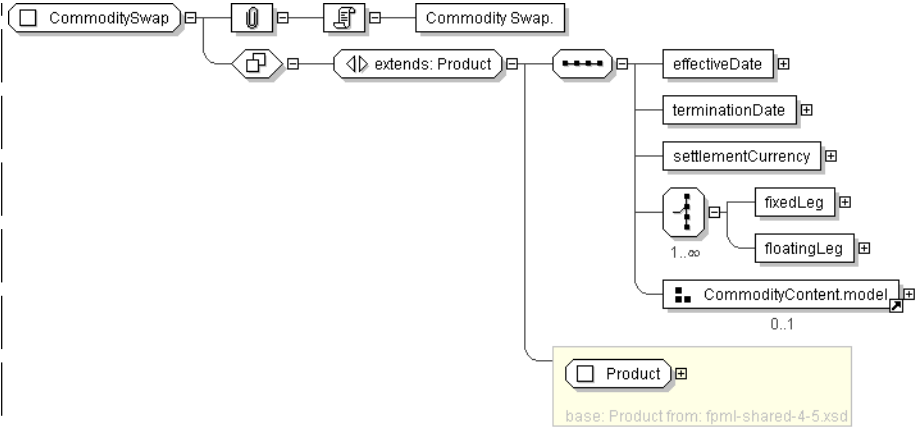 CommoditySwap
Commodity Swap.
extends: Product
effectiveDate
terminationDate
settlementCurrency
fixedLeg
floatingLeg
1..∞
CommodityContent.model
0..1
Product
base: Product from: fpml-shared-4-5.xsd